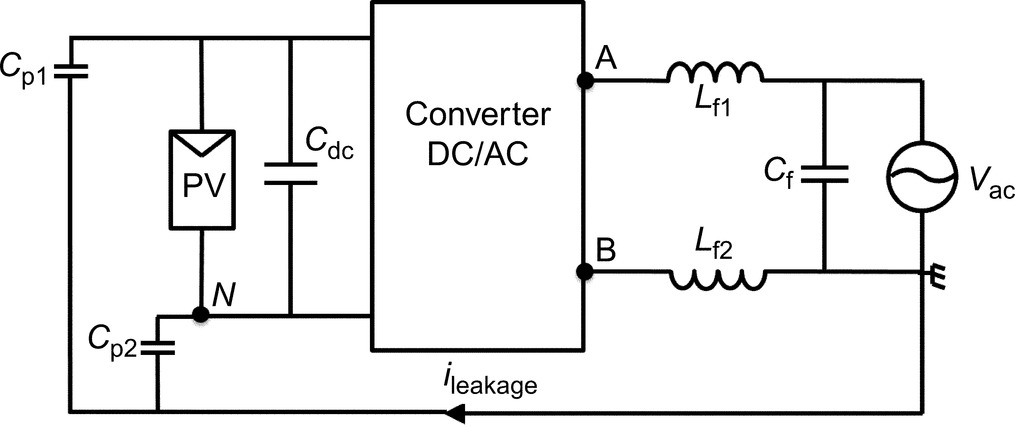 Cp1
PV
Cdc
N
Cp2
Converter
DC/AC
A
Lf1
Cf
Vac
B
Lf2
ileakage